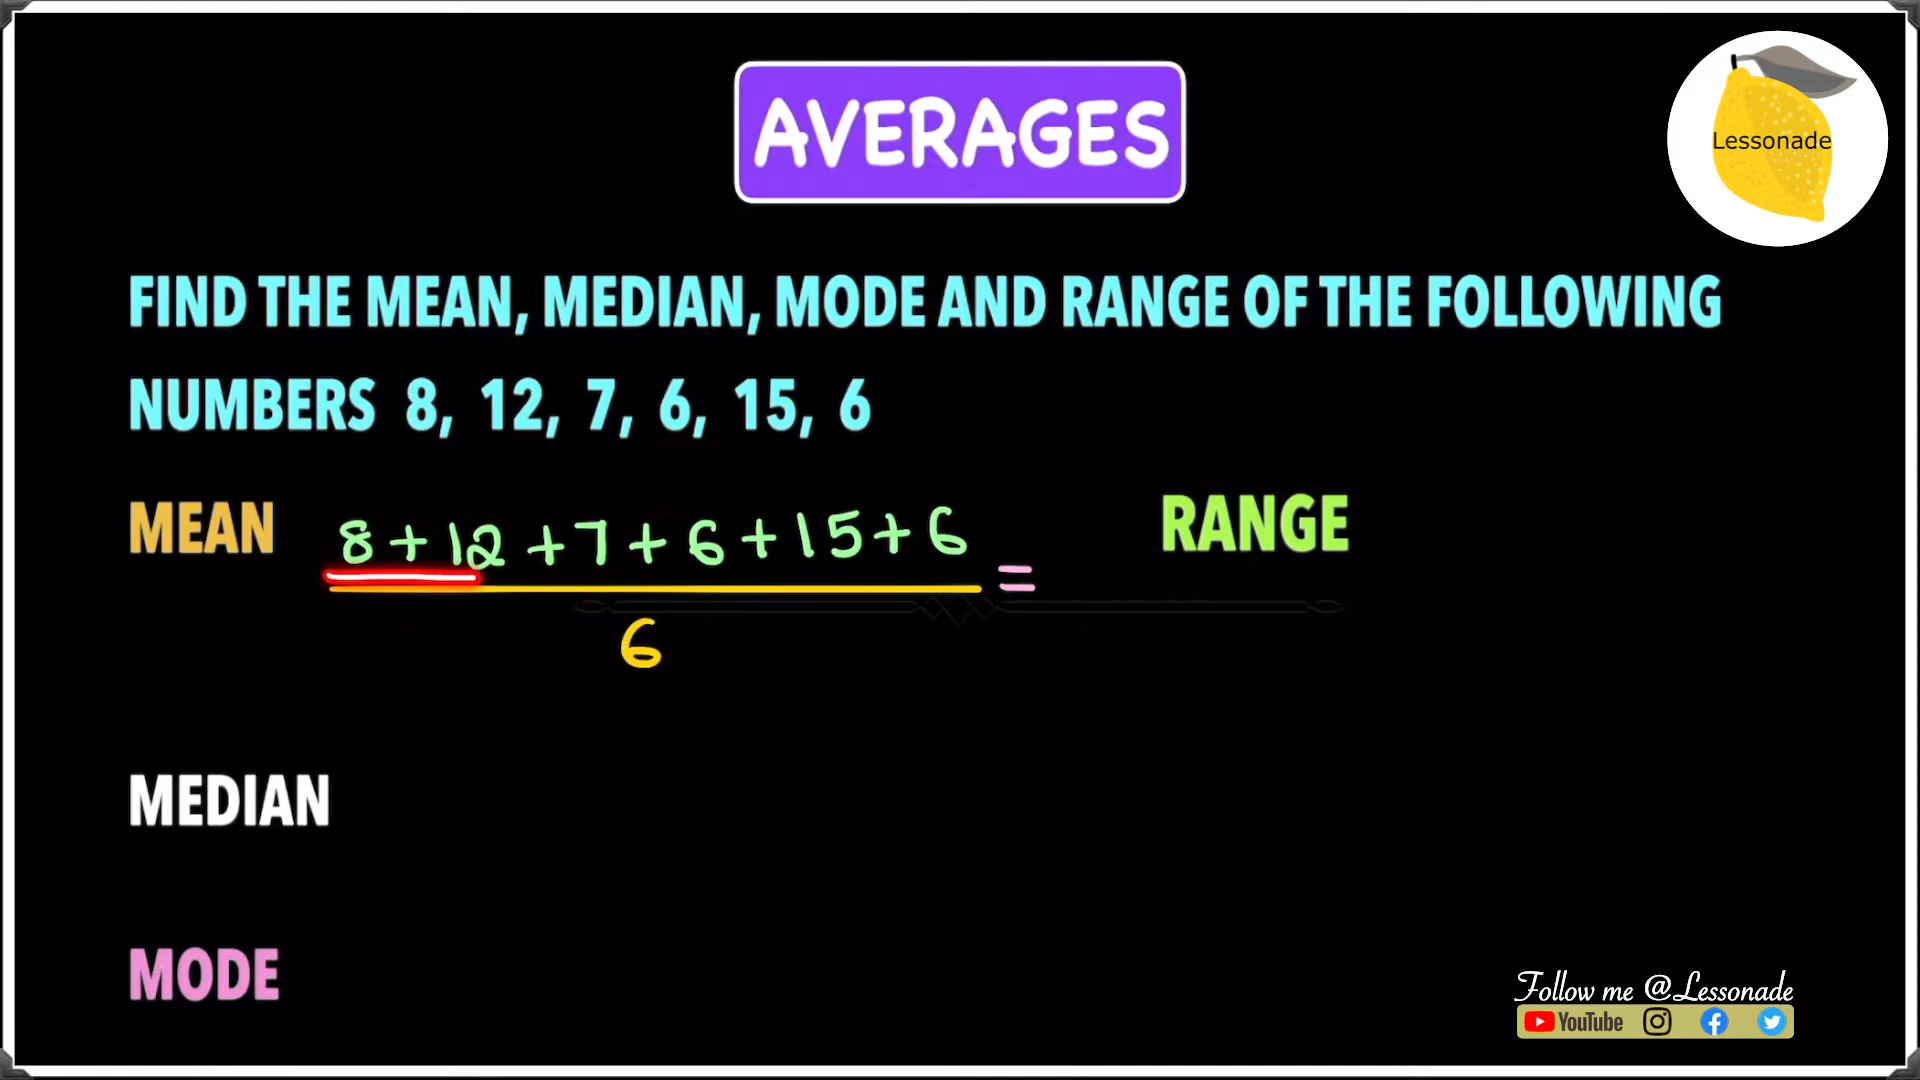 AVERAGES
Lessonade
FIND THE MEAN, MEDIAN, MODE AND RANGE OF THE FOLLOWING
NUMBERS 8, 12, 7, 6, 15, 6
MEAN 8 + 12 + 7 + 6 + 15 + 6 = RANGE
6
MEDIAN
MODE
Follow me @Lessonade
YouTube